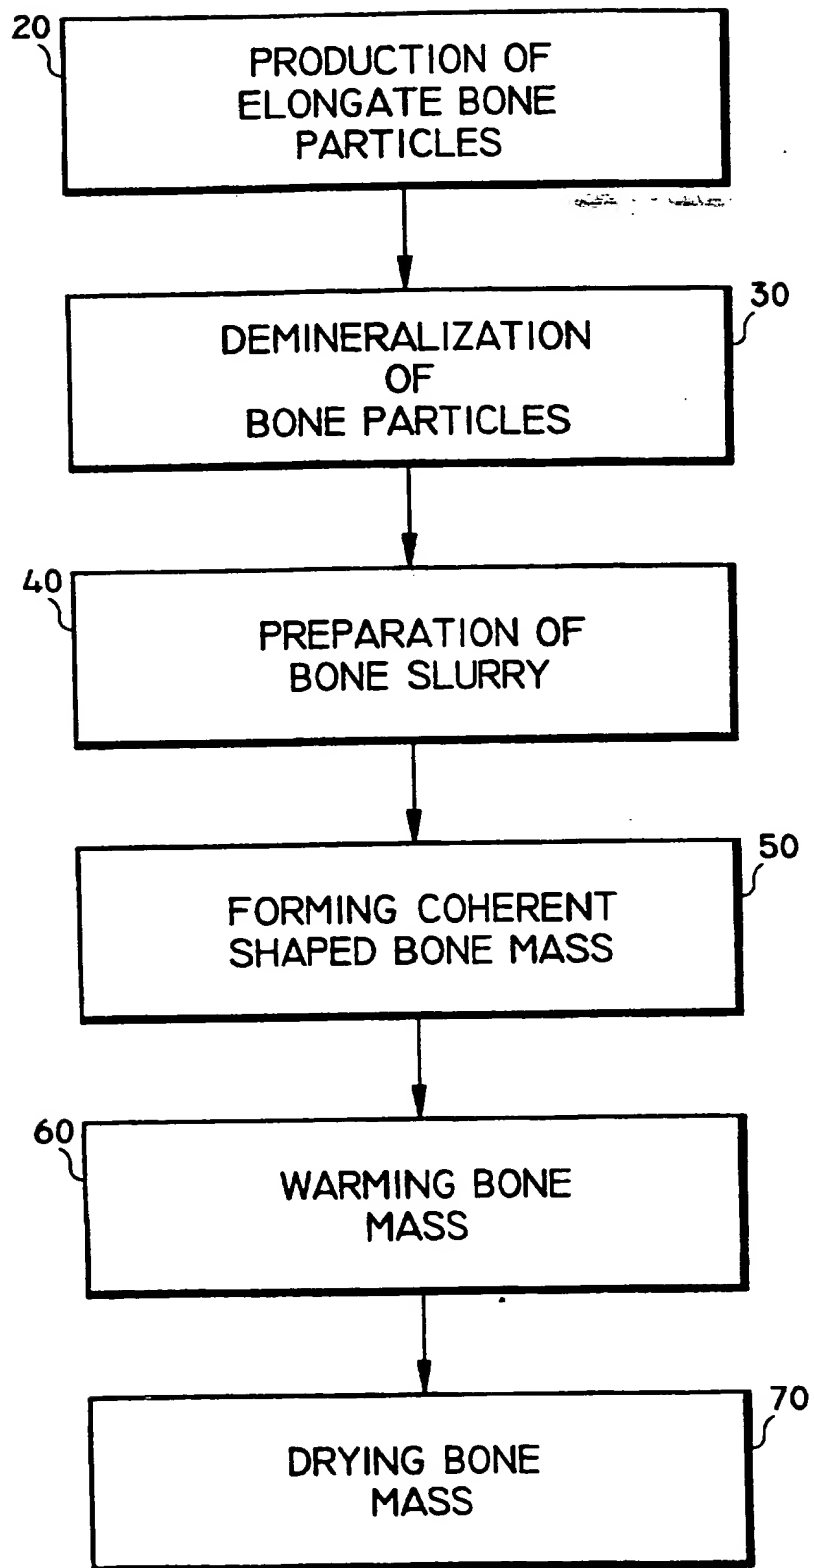 20
PRODUCTION OF
ELONGATE BONE
PARTICLES
30
DEMINERALIZATION
OF
BONE PARTICLES
40
PREPARATION OF
BONE SLURRY
50
FORMING COHERENT
SHAPED BONE MASS
60
WARMING BONE
MASS
70
DRYING BONE
MASS